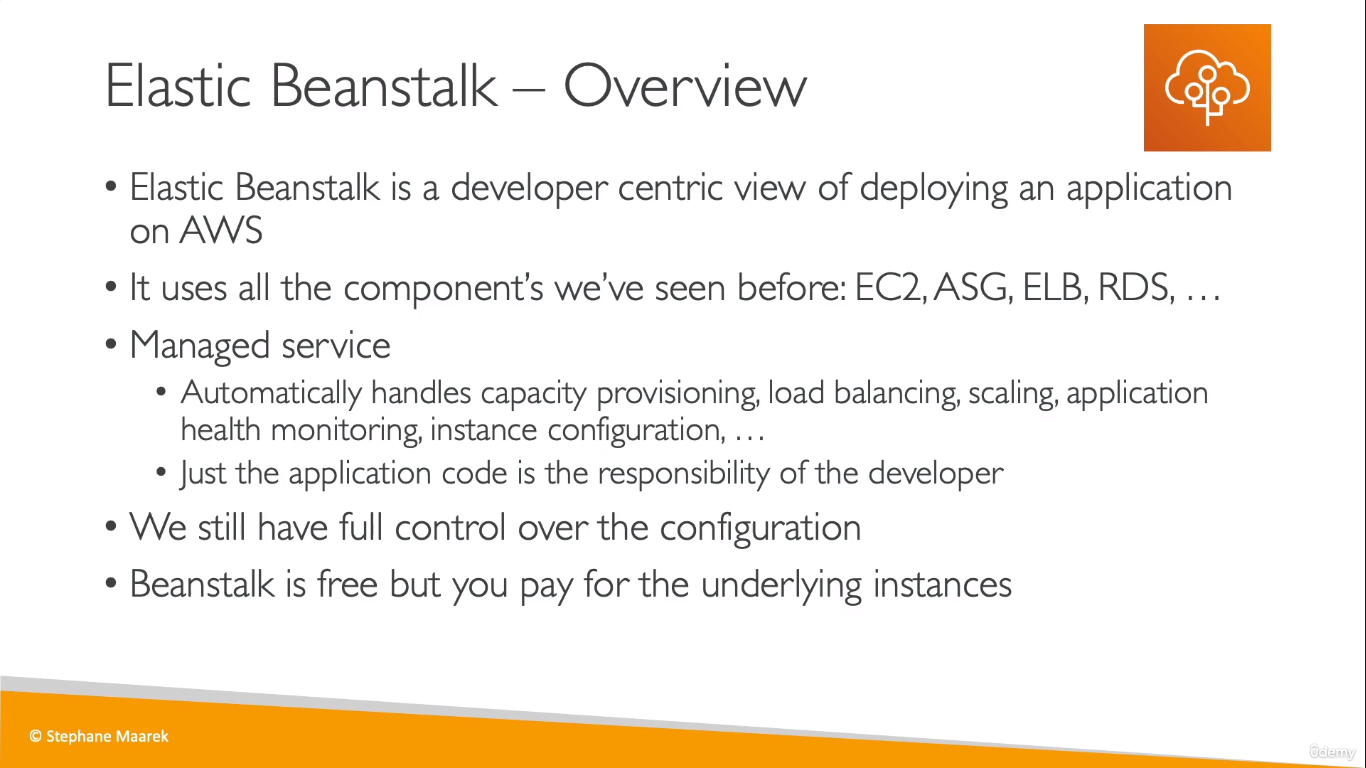 Elastic Beanstalk – Overview
• Elastic Beanstalk is a developer centric view of deploying an application
on AWS
• It uses all the component’s we’ve seen before: EC2, ASG, ELB, RDS, …
• Managed service
• Automatically handles capacity provisioning, load balancing, scaling, application
health monitoring, instance configuration, …
• Just the application code is the responsibility of the developer
• We still have full control over the configuration
• Beanstalk is free but you pay for the underlying instances
© Stephane Maarek
ûdemy